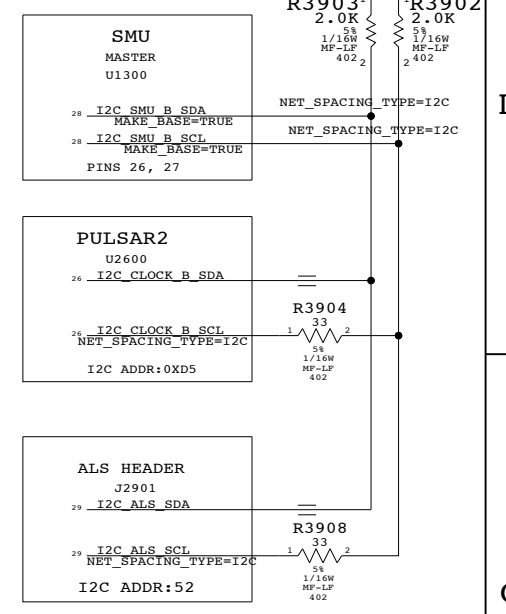 R3903 1
2.0K
5%
1/16W
MF-LF
402 2
1 R3902
2.0K
5%
1/16W
MF-LF
2 402
SMU
MASTER
U1300
28 I2C_SMU_B_SDA
MAKE_BASE=TRUE
NET_SPACING_TYPE=I2C
28 I2C_SMU_B_SCL
MAKE_BASE=TRUE
NET_SPACING_TYPE=I2C
PINS 26, 27
PULSAR2
U2600
26 I2C_CLOCK_B_SDA
26 I2C_CLOCK_B_SCL
NET_SPACING_TYPE=I2C
I2C ADDR:0XD5
R3904
33
1 2
5%
1/16W
MF-LF
402
ALS HEADER
J2901
29 I2C_ALS_SDA
29 I2C_ALS_SCL
NET_SPACING_TYPE=I2C
I2C ADDR:52
R3908
33
1 2
5%
1/16W
MF-LF
402